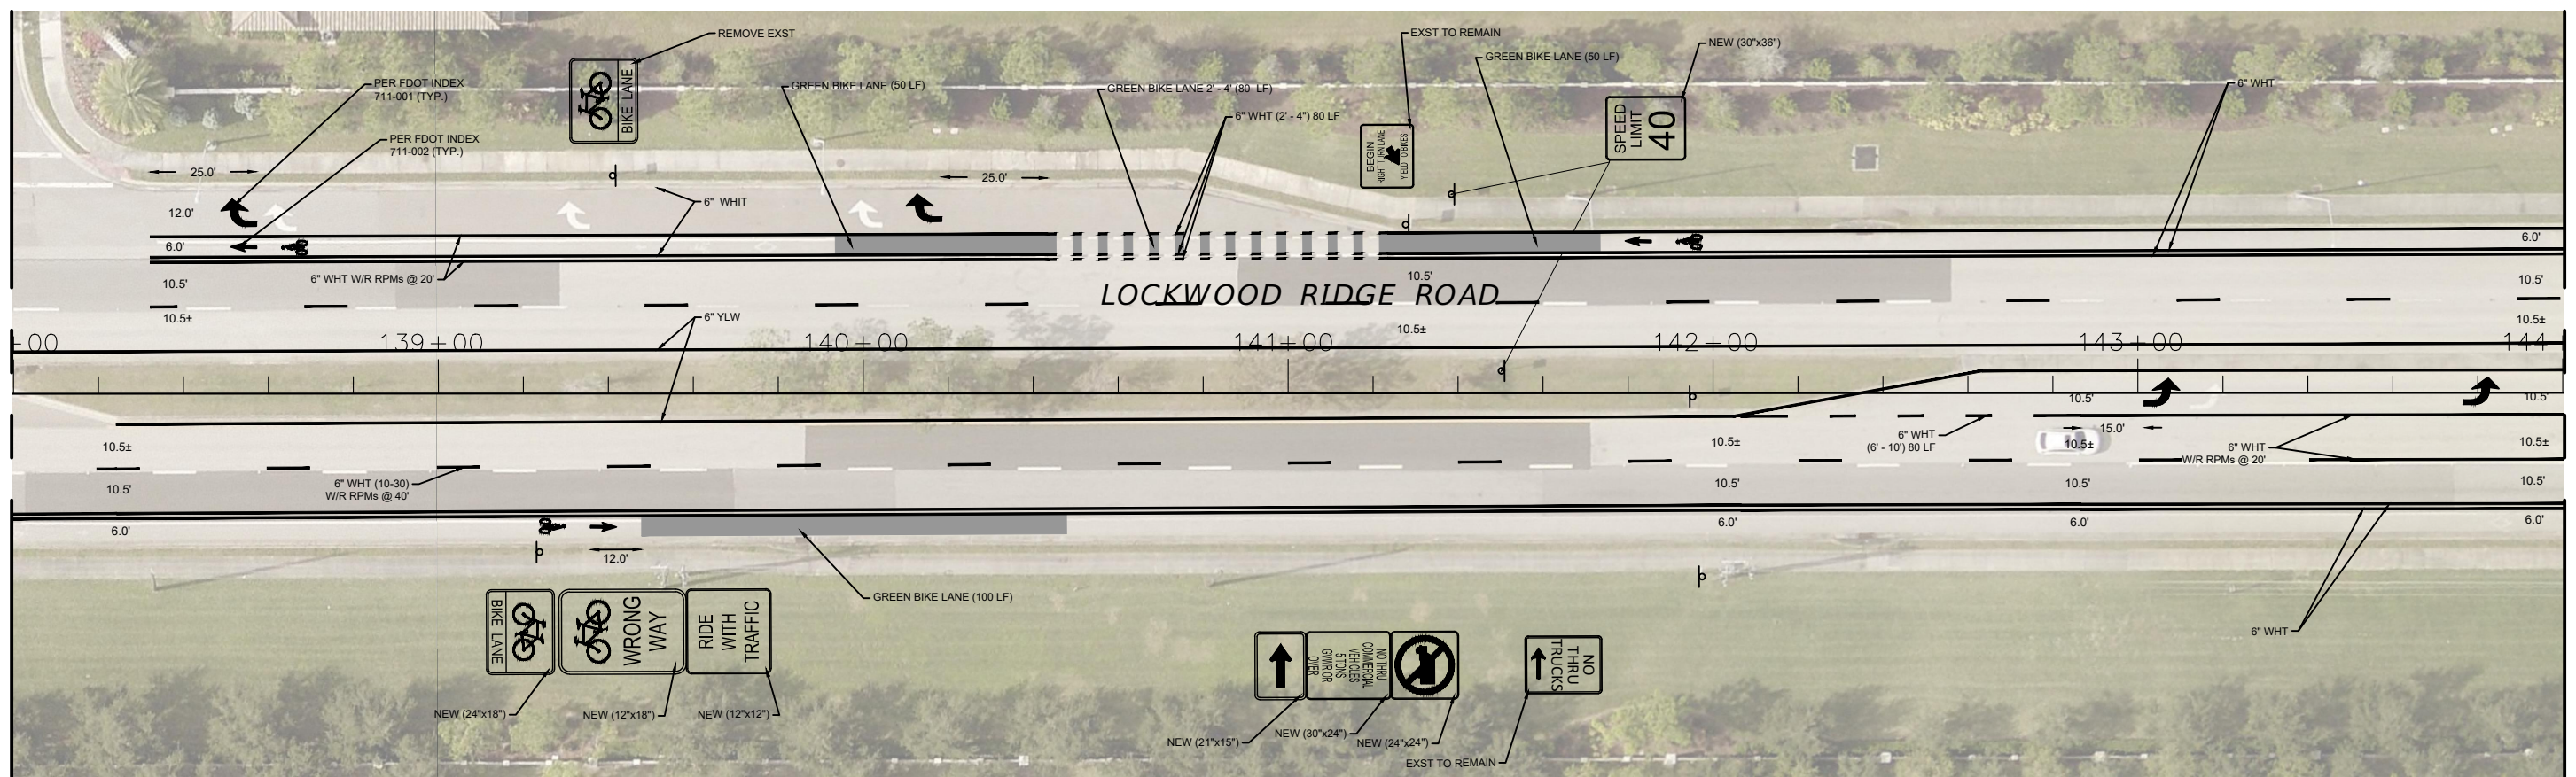 REMOVE EXST
BIKE LANE
EXST TO REMAIN
NEW (30"x36")
GREEN BIKE LANE (50 LF)
PER FDOT INDEX
711-001 (TYP.)
GREEN BIKE LANE (50 LF)
GREEN BIKE LANE 2' - 4' (80 LF)
6" WHT
6" WHT (2' - 4") 80 LF
SPEED
LIMIT
40
BEGIN
RIGHT TURN LANE
YIELD TO BIKES
PER FDOT INDEX
711-002 (TYP.)
25.0'
25.0'
6" WHIT
12.0'
6.0'
6.0'
6" WHT W/R RPMs @ 20'
10.5'
10.5'
10.5'
LOCKWOOD RIDGE ROAD
10.5±
6" YLW
10.5±
10.5±
+00
139+00
140+00
141+00
142+00
143+00
144
10.5'
10.5'
15.0'
6" WHT
(6' - 10') 80 LF
10.5±
10.5±
10.5±
10.5±
6" WHT
W/R RPMs @ 20'
6" WHT (10-30)
W/R RPMs @ 40'
10.5'
10.5'
10.5'
10.5'
6.0'
6.0'
6.0'
6.0'
12.0'
GREEN BIKE LANE (100 LF)
BIKE LANE
WRONG
WAY
RIDE
WITH
TRAFFIC
6" WHT
NO THRU
COMMERCIAL
VEHICLES
5 TONS
GVWR OR
OVER
NO
THRU
TRUCKS
NEW (24"x18")
NEW (12"x18")
NEW (12"x12")
NEW (21"x15")
NEW (30"x24")
NEW (24"x24")
EXST TO REMAIN